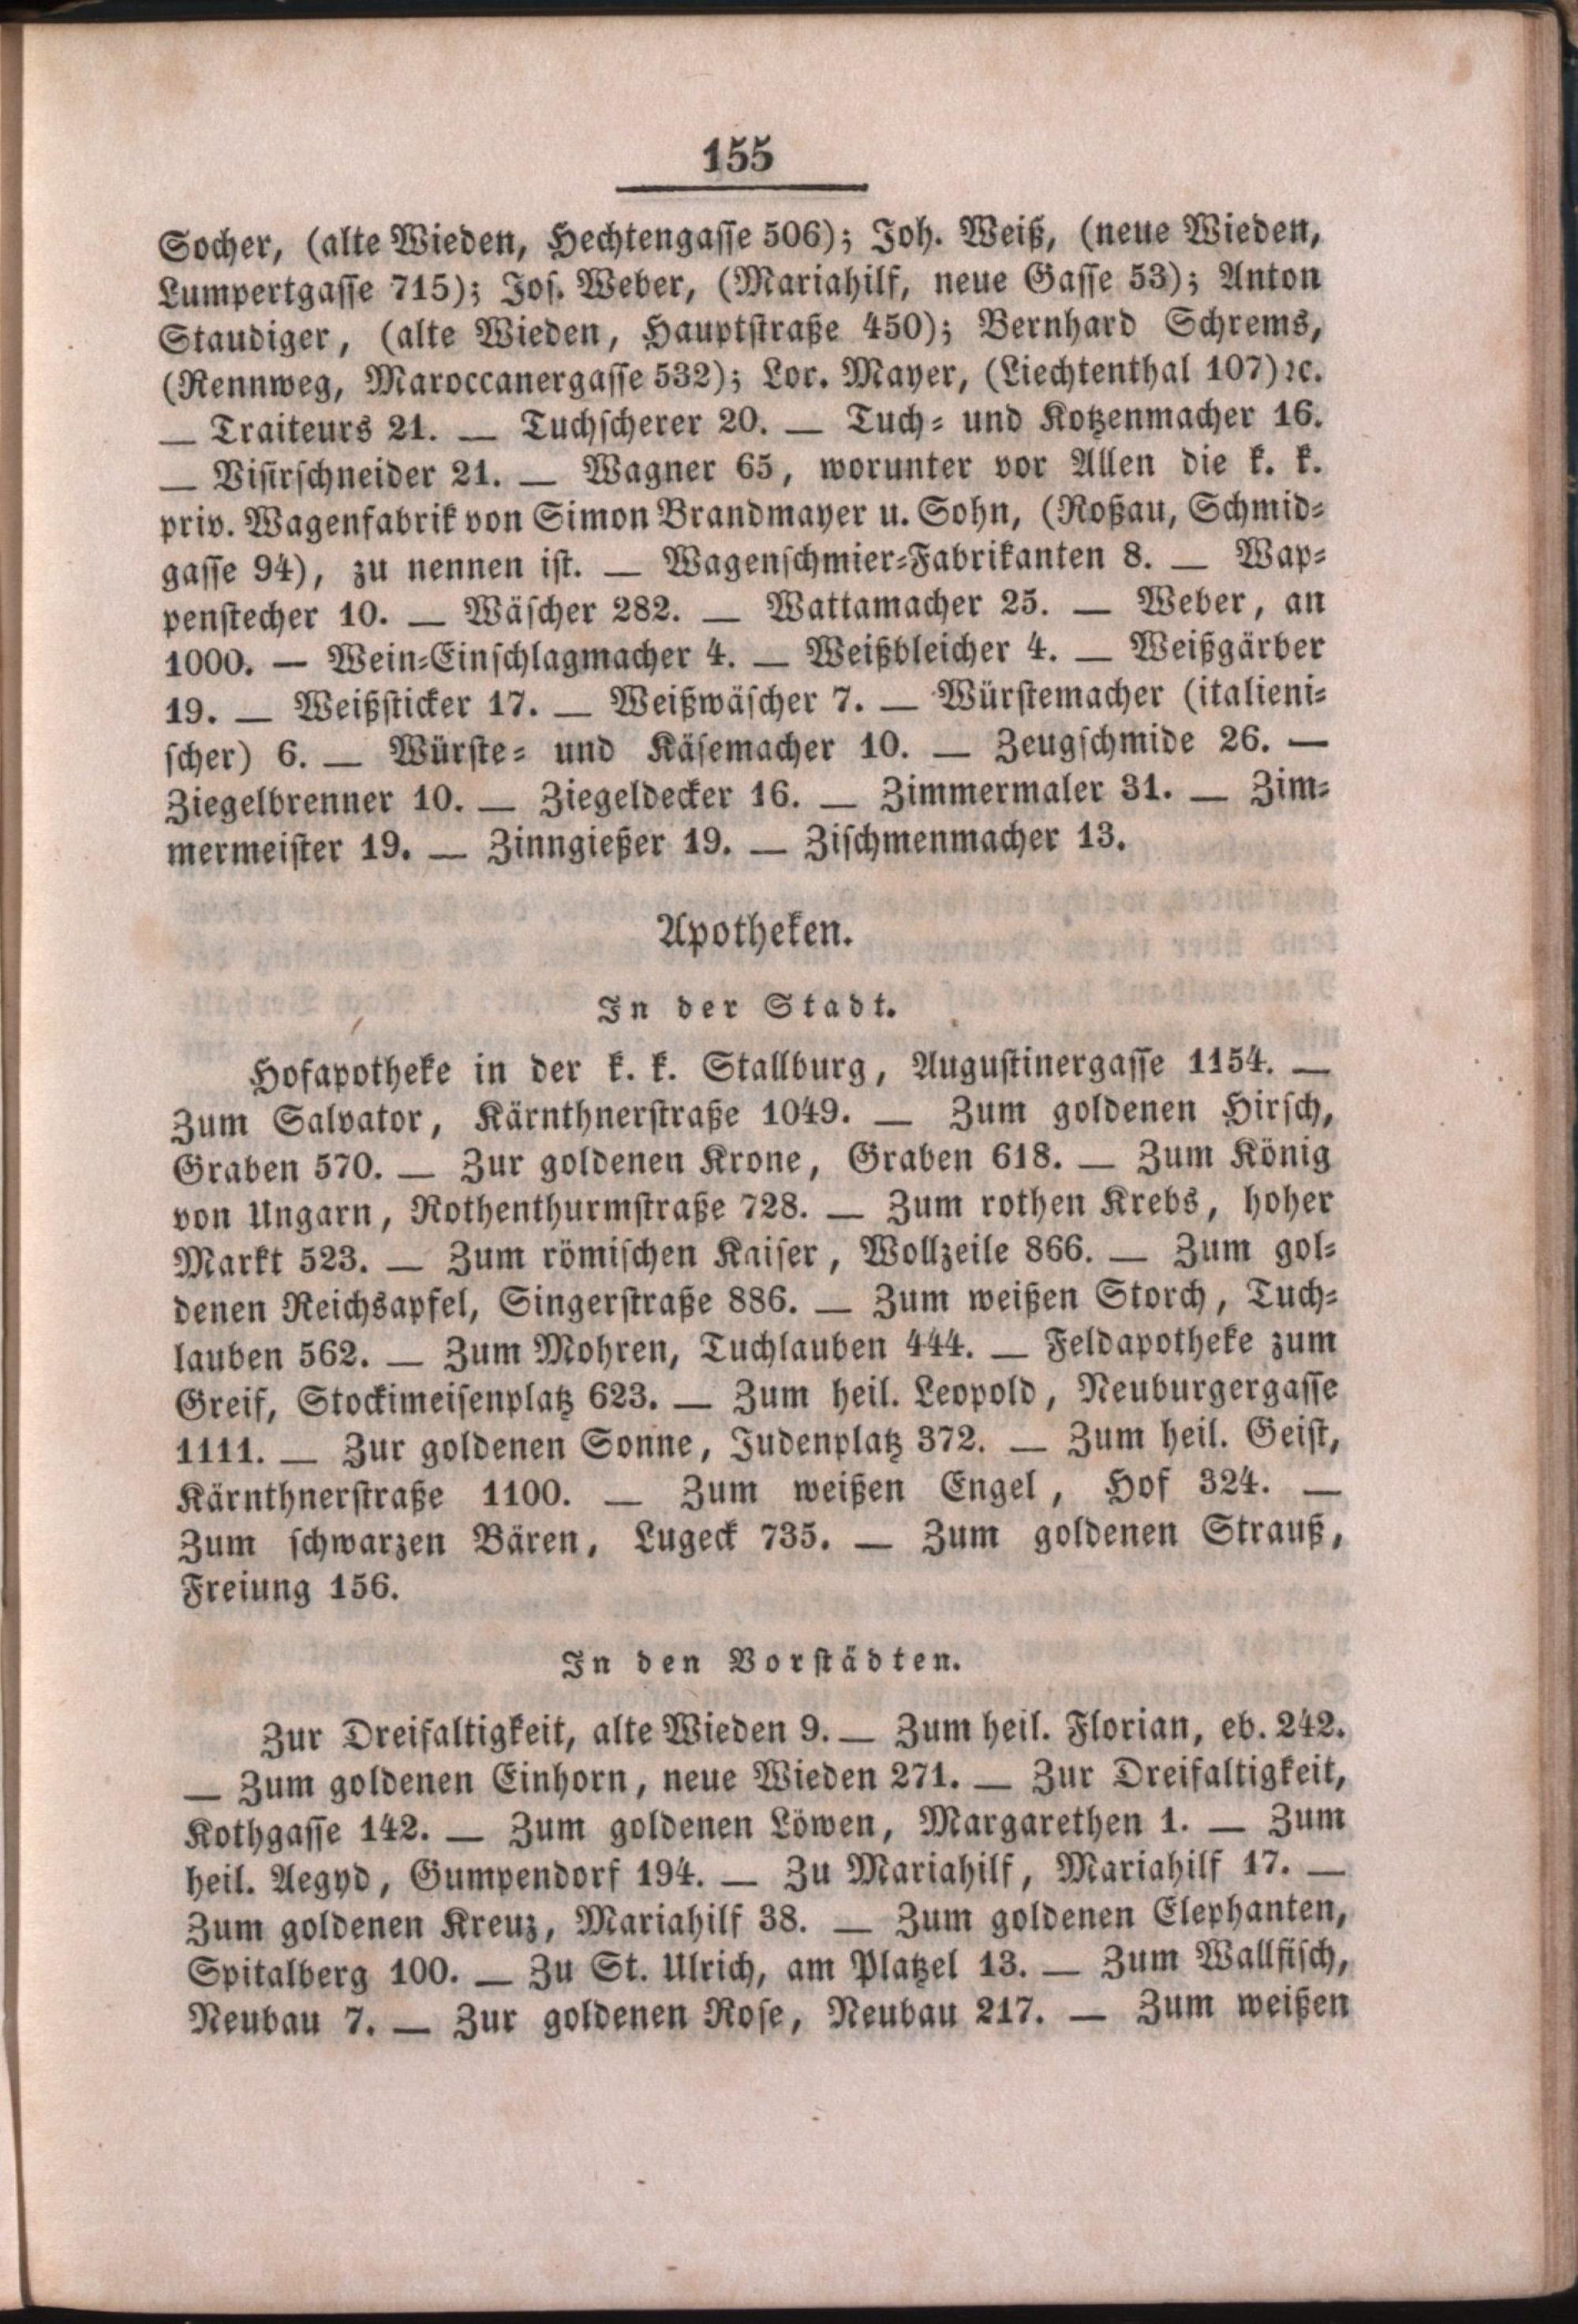 155
Socher, (alte Wieden, Hechtengasse 506); Joh. Weiß, (neue Wieden,
Lumpertgasse 715); Jos. Weber, (Mariahilf, neue Gasse 53); Anton
Staudiger, (alte Wieden, Hauptstraße 450); Bernhard Schrems,
(Rennweg, Maroccanergasse 532); Lor. Mayer, (Liechtenthal 107) ꝛc.
— Traiteurs 21. — Tuchscherer 20. — Tuch- und Kotzenmacher 16.
— Visirschneider 21. — Wagner 65, worunter vor Allen die k. k.
priv. Wagenfabrik von Simon Brandmayer u. Sohn, (Roßau, Schmid-
gasse 94), zu nennen ist. — Wagenschmier-Fabrikanten 8. — Wap-
penstecher 10. — Wäscher 282. — Wattamacher 25. — Weber, an
1000. — Wein-Einschlagmacher 4. — Weißbleicher 4. — Weißgärber
19. — Weißsticker 17. — Weißwäscher 7. — Würstemacher (italieni-
scher) 6. — Würste- und Käsemacher 10. — Zeugschmide 26. —
Ziegelbrenner 10. — Ziegeldecker 16. — Zimmermaler 31. — Zim-
mermeister 19. — Zinngießer 19. — Zischmenmacher 13.
Apotheken.
In der Stadt.
Hofapotheke in der k. k. Stallburg, Augustinergasse 1154. —
Zum Salvator, Kärnthnerstraße 1049. — Zum goldenen Hirsch,
Graben 570. — Zur goldenen Krone, Graben 618. — Zum König
von Ungarn, Rothenthurmstraße 728. — Zum rothen Krebs, hoher
Markt 523. — Zum römischen Kaiser, Wollzeile 866. — Zum gol-
denen Reichsapfel, Singerstraße 886. — Zum weißen Storch, Tuch-
lauben 562. — Zum Mohren, Tuchlauben 444. — Feldapotheke zum
Greif, Stockimeisenplatz 623. — Zum heil. Leopold, Neuburgergasse
1111. — Zur goldenen Sonne, Judenplatz 372. — Zum heil. Geist,
Kärnthnerstraße 1100. — Zum weißen Engel, Hof 324. —
Zum schwarzen Bären, Lugeck 735. — Zum goldenen Strauß,
Freiung 156.
In den Vorstädten.
Zur Dreifaltigkeit, alte Wieden 9. — Zum heil. Florian, eb. 242.
— Zum goldenen Einhorn, neue Wieden 271. — Zur Dreifaltigkeit,
Kothgasse 142. — Zum goldenen Löwen, Margarethen 1. — Zum
heil. Aegyd, Gumpendorf 194. — Zu Mariahilf, Mariahilf 17. —
Zum goldenen Kreuz, Mariahilf 38. — Zum goldenen Elephanten,
Spitalberg 100. — Zu St. Ulrich, am Platzel 13. — Zum Wallfisch,
Neubau 7. — Zur goldenen Rose, Neubau 217. — Zum weißen